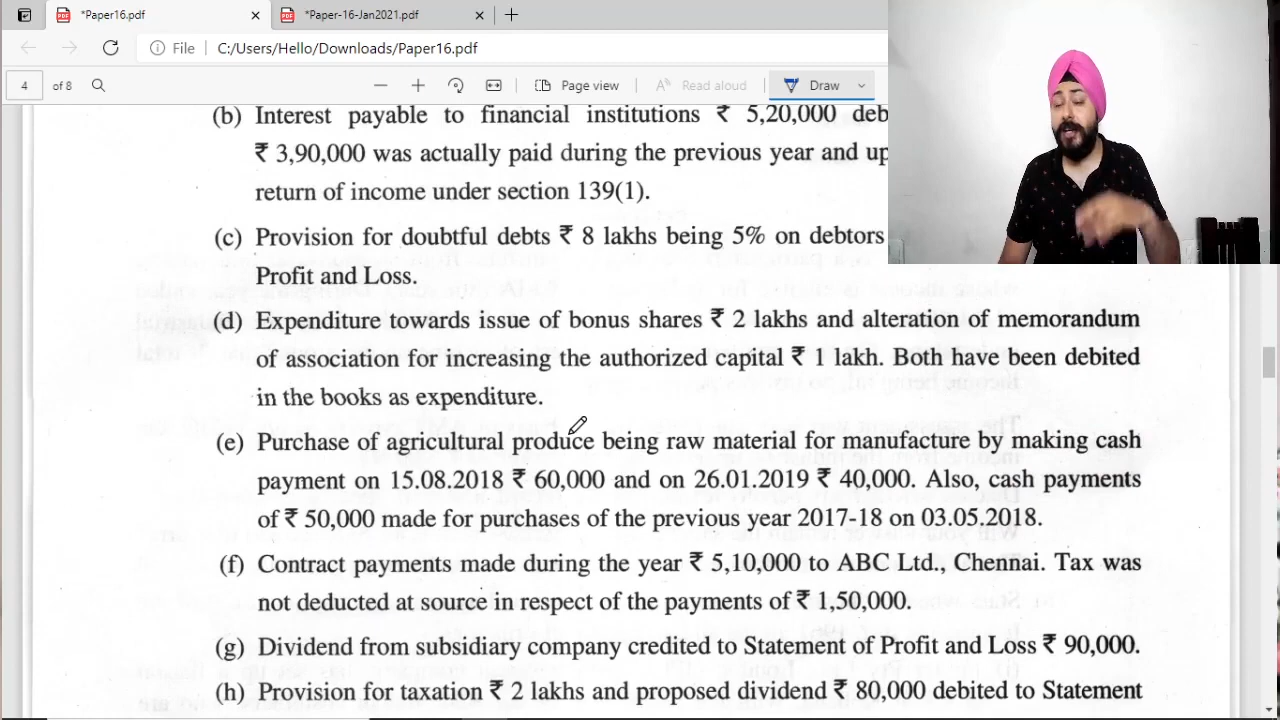 *Paper16.pdf
*Paper-16-Jan2021.pdf
File
C:/Users/Hello/Downloads/Paper16.pdf
4 of 8
Page view
Read aloud
Draw
(b) Interest payable to financial institutions ₹ 5,20,000 deb
₹ 3,90,000 was actually paid during the previous year and up
return of income under section 139(1).
(c) Provision for doubtful debts ₹ 8 lakhs being 5% on debtors
Profit and Loss.
(d) Expenditure towards issue of bonus shares ₹ 2 lakhs and alteration of memorandum
of association for increasing the authorized capital ₹ 1 lakh. Both have been debited
in the books as expenditure.
(e) Purchase of agricultural produce being raw material for manufacture by making cash
payment on 15.08.2018 ₹ 60,000 and on 26.01.2019 ₹ 40,000. Also, cash payments
of ₹ 50,000 made for purchases of the previous year 2017-18 on 03.05.2018.
(f) Contract payments made during the year ₹ 5,10,000 to ABC Ltd., Chennai. Tax was
not deducted at source in respect of the payments of ₹ 1,50,000.
(g) Dividend from subsidiary company credited to Statement of Profit and Loss ₹ 90,000.
(h) Provision for taxation ₹ 2 lakhs and proposed dividend ₹ 80,000 debited to Statement